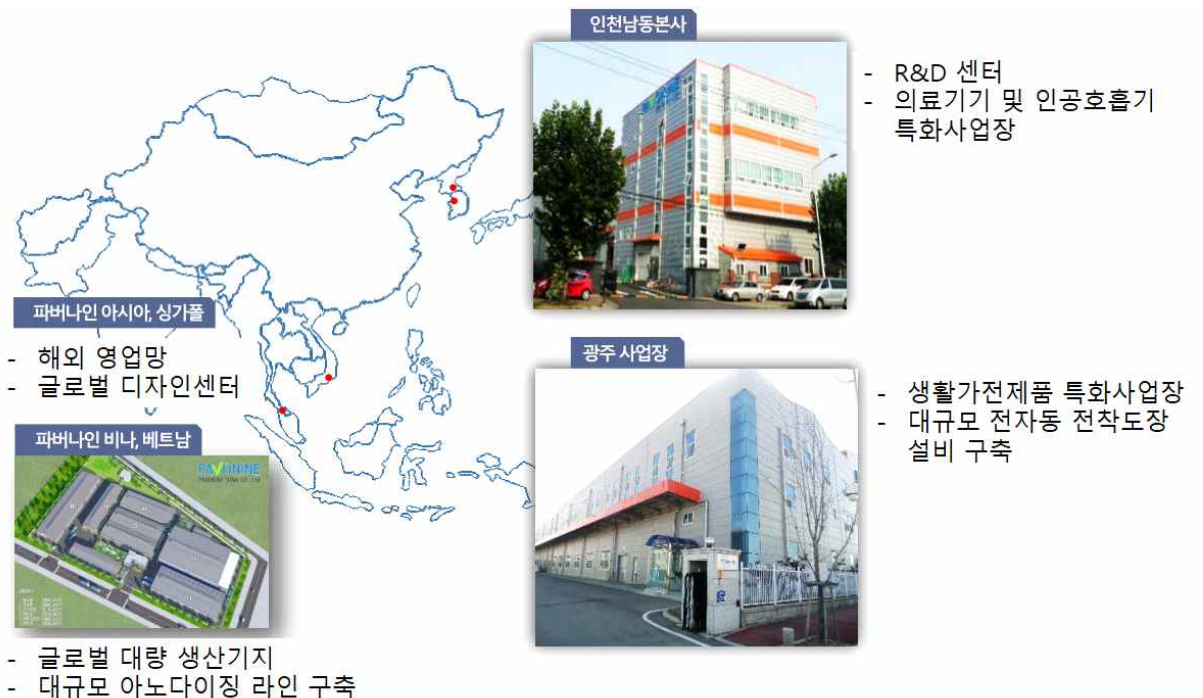 인천남동본사
PAVUNINE
- R&D 센터
- 의료기기 및 인공호흡기
특화사업장
파버나인 아시아, 싱가폴
- 해외 영업망
- 글로벌 디자인센터
광주 사업장
- 생활가전제품 특화사업장
- 대규모 전자동 전착도장
설비 구축
파버나인 비나, 베트남
PAVUNINE
- 글로벌 대량 생산기지
- 대규모 아노다이징 라인 구축